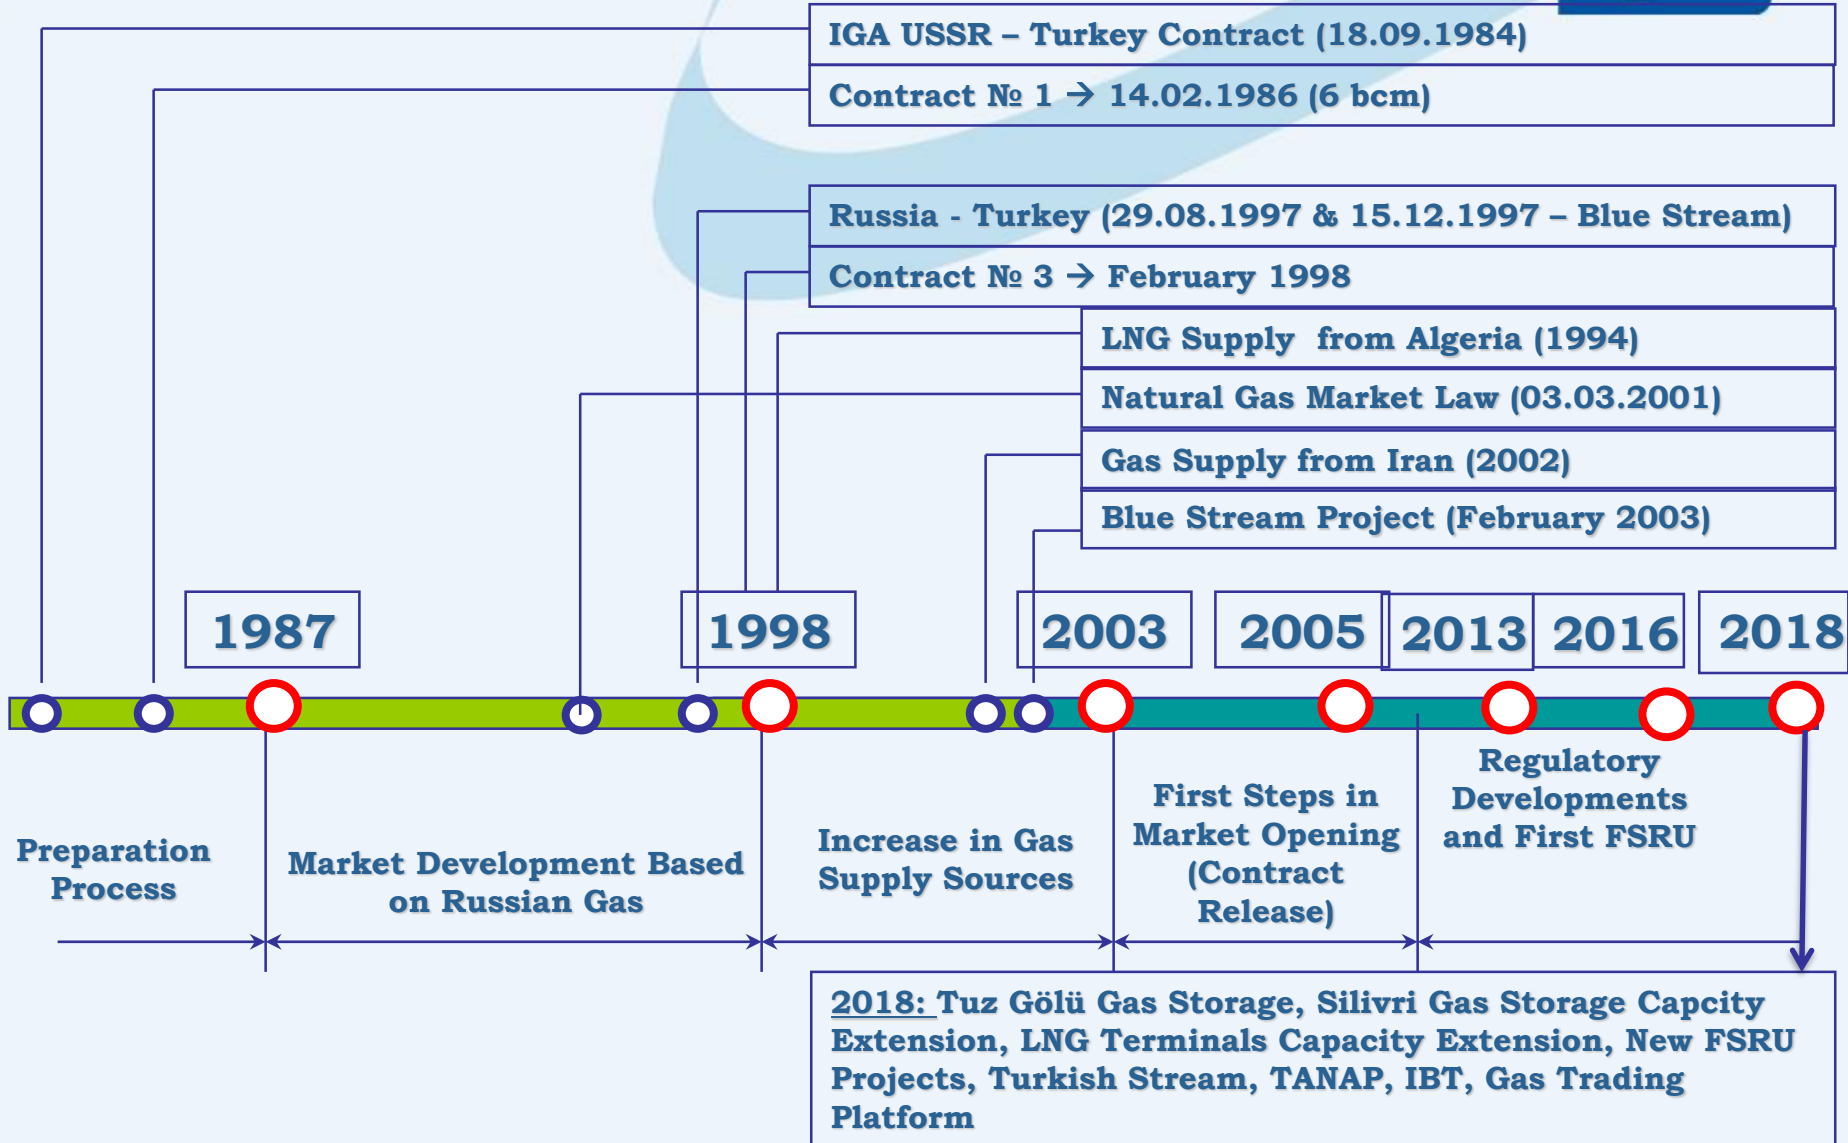 IGA USSR – Turkey Contract (18.09.1984)
Contract № 1 → 14.02.1986 (6 bcm)
Russia - Turkey (29.08.1997 & 15.12.1997 – Blue Stream)
Contract № 3 → February 1998
LNG Supply from Algeria (1994)
Natural Gas Market Law (03.03.2001)
Gas Supply from Iran (2002)
Blue Stream Project (February 2003)
1987
1998
2003
2005
2013
2016
2018
Preparation
Process
Market Development Based
on Russian Gas
Increase in Gas
Supply Sources
First Steps in
Market Opening
(Contract
Release)
Regulatory
Developments
and First FSRU
2018: Tuz Gölü Gas Storage, Silivri Gas Storage Capcity
Extension, LNG Terminals Capacity Extension, New FSRU
Projects, Turkish Stream, TANAP, IBT, Gas Trading
Platform